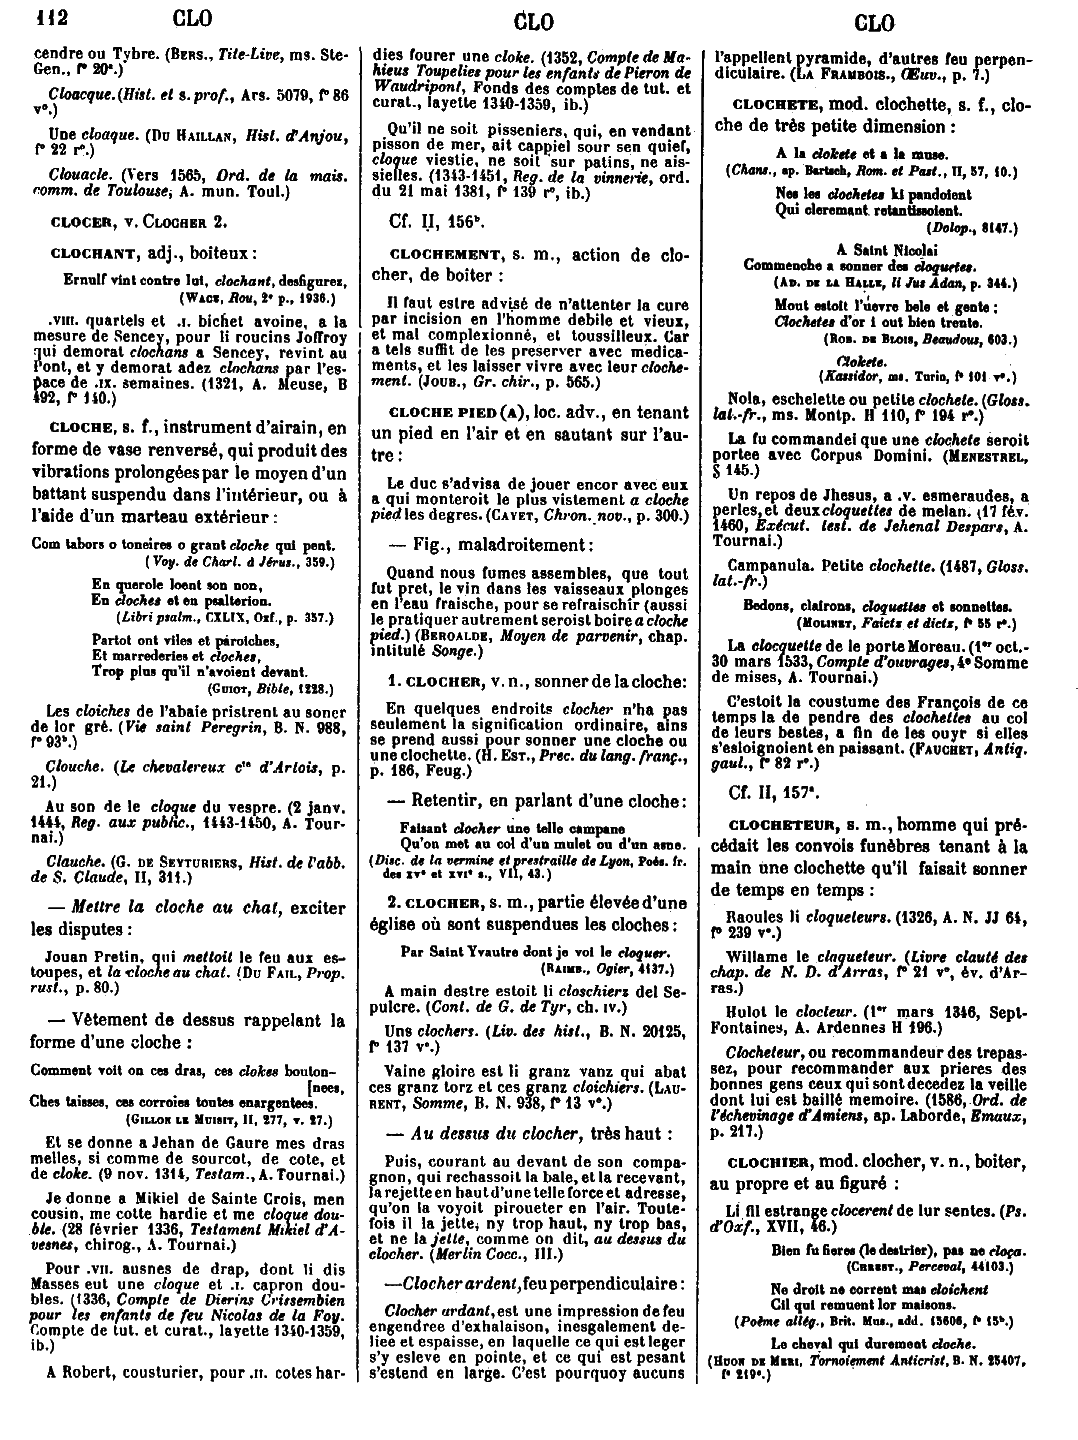 112 CLO CLO CLO
cendre ou Tybre. (Bers., Tite-Live, ms. Ste-
Gen., f° 20ª.)
Cloacque. (Hist. et s. prof., Ars. 5079, f° 86
v°.)
Une cloaque. (Du Haillan, Hist. d'Anjou,
f° 22 r°.)
Clouacle. (Vers 1565, Ord. de la mais.
comm. de Toulouse, A. mun. Toul.)
CLOCER, v. Clocher 2.
CLOCHANT, adj., boiteux :
Ernulf vint contre lui, clochant, desfigurez,
(Wace, Rou, 2ᵉ p., 1936.)
.VIII. quartels et .I. bichet avoine, a la
mesure de Sencey, pour li roucins Joffroy
qui demorat clochans a Sencey, revint au
Pont, et y demorat adez clochans par l'es-
pace de .IX. semaines. (1321, A. Meuse, B
492, f° 140.)
CLOCHE, s. f., instrument d'airain, en
forme de vase renversé, qui produit des
vibrations prolongées par le moyen d'un
battant suspendu dans l'intérieur, ou à
l'aide d'un marteau extérieur :
Com tabors o toneires o grant cloche qui pent.
(Voy. de Charl. à Jérus., 359.)
En querole loent son non,
En cloches et en psalterion.
(Libri psalm., CXLIX, Oxf., p. 357.)
Partot ont viles et paroiches,
Et marrederies et cloches,
Trop plus qu'il n'avoient devant.
(Guiot, Bible, 1228.)
Les cloiches de l'abaie pristrent au soner
de lor gré. (Vie saint Peregrin, B. N. 988,
f° 93ᵇ.)
Clouche. (Le chevalereux cᵗᵉ d'Artois, p.
21.)
Au son de le cloque du vespre. (2 janv.
1444, Reg. aux public., 1443-1450, A. Tour-
nai.)
Clauche. (G. de Seyturiers, Hist. de l'abb.
de S. Claude, II, 311.)
— Mettre la cloche au chat, exciter
les disputes :
Jouan Pretin, qui mettoit le feu aux es-
toupes, et la cloche au chat. (Du Fail, Prop.
rust., p. 80.)
— Vêtement de dessus rappelant la
forme d'une cloche :
Comment voit on ces dras, ces clokes bouton-
[nees,
Ches taisses, ces corroies toutes enargentees.
(Gillon le Muisit, II, 277, v. 27.)
Et se donne a Jehan de Gaure mes dras
melles, si comme de sourcot, de cote, et
de cloke. (9 nov. 1314, Testam., A. Tournai.)
Je donne a Mikiel de Sainte Crois, men
cousin, me cotte hardie et me cloque dou-
ble. (28 février 1336, Testament Mikiel d'A-
vesnes, chirog., A. Tournai.)
Pour .VII. ausnes de drap, dont li dis
Masses eut une cloque et .I. capron dou-
bles. (1336, Compte de Dierins Crissembien
pour les enfants de feu Nicolas de la Foy.
Compte de tut. et curat., layette 1340-1359,
ib.)
A Robert, cousturier, pour .II. cotes har-
dies fourer une cloke. (1352, Compte de Ma-
hieus Toupelies pour les enfants de Pieron de
Waudripont, Fonds des comptes de tut. et
curat., layette 1340-1359, ib.)
Qu'il ne soit pisseniers, qui, en vendant
pisson de mer, ait cappiel sour sen quief,
cloque viestie, ne soit sur patins, ne ais-
sielles. (1343-1451, Reg. de la vinnerie, ord.
du 21 mai 1381, f° 139 r°, ib.)
Cf. II, 156ᵇ.
CLOCHEMENT, s. m., action de clo-
cher, de boiter :
Il faut estre advisé de n'attenter la cure
par incision en l'homme debile et vieux,
et mal complexionné, et toussilleux. Car
a tels suffit de les preserver avec medica-
ments, et les laisser vivre avec leur cloche-
ment. (Joub., Gr. chir., p. 565.)
CLOCHE PIED (A), loc. adv., en tenant
un pied en l'air et en sautant sur l'au-
tre :
Le duc s'advisa de jouer encor avec eux
a qui monteroit le plus vistement a cloche
pied les degres. (Cayet, Chron. nov., p. 300.)
— Fig., maladroitement :
Quand nous fumes assembles, que tout
fut pret, le vin dans les vaisseaux plonges
en l'eau fraische, pour se refraischir (aussi
le pratiquer autrement seroist boire a cloche
pied.) (Beroalde, Moyen de parvenir, chap.
intitulé Songe.)
1. CLOCHER, v. n., sonner de la cloche:
En quelques endroits clocher n'ha pas
seulement la signification ordinaire, ains
se prend aussi pour sonner une cloche ou
une clochette. (H. Est., Prec. du lang. franç.,
p. 186, Feug.)
— Retentir, en parlant d'une cloche:
Faisant clocher une telle campane
Qu'on met au col d'un mulet ou d'un asne.
(Disc. de la vermine et prestraille de Lyon, Poés. fr.
des XVᵉ et XVIᵉ s., VII, 43.)
2. CLOCHER, s. m., partie élevée d'une
église où sont suspendues les cloches :
Par Saint Yvautre dont je voi le cloquer.
(Raimb., Ogier, 4137.)
A main destre estoit li closchiers del Se-
pulcre. (Cont. de G. de Tyr, ch. IV.)
Uns clochers. (Liv. des hist., B. N. 20125,
f° 137 v°.)
Vaine gloire est li granz vanz qui abat
ces granz torz et ces granz cloichiers. (Lau-
rent, Somme, B. N. 938, f° 13 v°.)
— Au dessus du clocher, très haut :
Puis, courant au devant de son compa-
gnon, qui rechassoit la bale, et la recevant,
la rejette en haut d'une telle force et adresse,
qu'on la voyoit piroueter en l'air. Toute-
fois il la jette, ny trop haut, ny trop bas,
et ne la jette, comme on dit, au dessus du
clocher. (Merlin Cocc., III.)
— Clocher ardent, feu perpendiculaire :
Clocher ardant, est une impression de feu
engendree d'exhalaison, inesgalement de-
liee et espaisse, en laquelle ce qui est leger
s'y esleve en pointe, et ce qui est pesant
s'estend en large. C'est pourquoy aucuns
l'appellent pyramide, d'autres feu perpen-
diculaire. (La Frambois., Œuv., p. 7.)
CLOCHETE, mod. clochette, s. f., clo-
che de très petite dimension :
A la clokete et a la muse.
(Chans., ap. Bartsch, Rom. et Past., II, 57, 10.)
Nes les clochetes ki pandoient
Qui cleremant retantissoient.
(Dolop., 8147.)
A Saint Nicolai
Commenche a sonner des cloquetes.
(Ad. de la Halle, li Jus Adan, p. 344.)
Mout estoit l'uevre bele et gente ;
Clochetes d'or i out bien trente.
(Rob. de Blois, Beaudous, 603.)
Clokete.
(Kassidor, ms. Turin, f° 101 v°.)
Nola, eschelette ou petite clochete. (Gloss.
lat.-fr., ms. Montp. H 110, f° 194 r°.)
La fu commandei que une clochete seroit
portee avec Corpus Domini. (Menestrel,
§ 145.)
Un repos de Jhesus, a .V. esmeraudes, a
perles, et deux cloquettes de melan. (17 fév.
1460, Exécut. test. de Jehenal Despars, A.
Tournai.)
Campanula. Petite clochette. (1487, Gloss.
lat.-fr.)
Bedons, clairons, cloquettes et sonnettes.
(Molinet, Faictz et dictz, f° 55 r°.)
La clocquette de le porte Moreau. (1ᵉʳ oct.-
30 mars 1533, Compte d'ouvrages, 4ᵉ Somme
de mises, A. Tournai.)
C'estoit la coustume des François de ce
temps la de pendre des clochettes au col
de leurs bestes, a fin de les ouyr si elles
s'esloignoient en paissant. (Fauchet, Antiq.
gaul., f° 82 r°.)
Cf. II, 157ª.
CLOCHETEUR, s. m., homme qui pré-
cédait les convois funèbres tenant à la
main une clochette qu'il faisait sonner
de temps en temps :
Raoules li cloqueteurs. (1326, A. N. JJ 64,
f° 239 v°.)
Willame le claqueteur. (Livre clauté des
chap. de N. D. d'Arras, f° 21 v°, év. d'Ar-
ras.)
Hulot le clocteur. (1ᵉʳ mars 1346, Sept-
Fontaines, A. Ardennes H 196.)
Clocheteur, ou recommandeur des trepas-
sez, pour recommander aux prieres des
bonnes gens ceux qui sont decedez la veille
dont lui est baillé memoire. (1586, Ord. de
l'échevinage d'Amiens, ap. Laborde, Emaux,
p. 217.)
CLOCHIER, mod. clocher, v. n., boiter,
au propre et au figuré :
Li fil estrange clocerent de lur sentes. (Ps.
d'Oxf., XVII, 46.)
Bien fu fieres (le destrier), pas ne cloça.
(Chrest., Perceval, 44103.)
Ne droit ne corrent mas cloichent
Cil qui remuent lor maisons.
(Poème allég., Brit. Mus., add. 15606, f° 15ᵇ.)
Le cheval qui durement cloche.
(Huon de Meri, Tornoiement Anticrist, B. N. 25407,
f° 219ᵉ.)